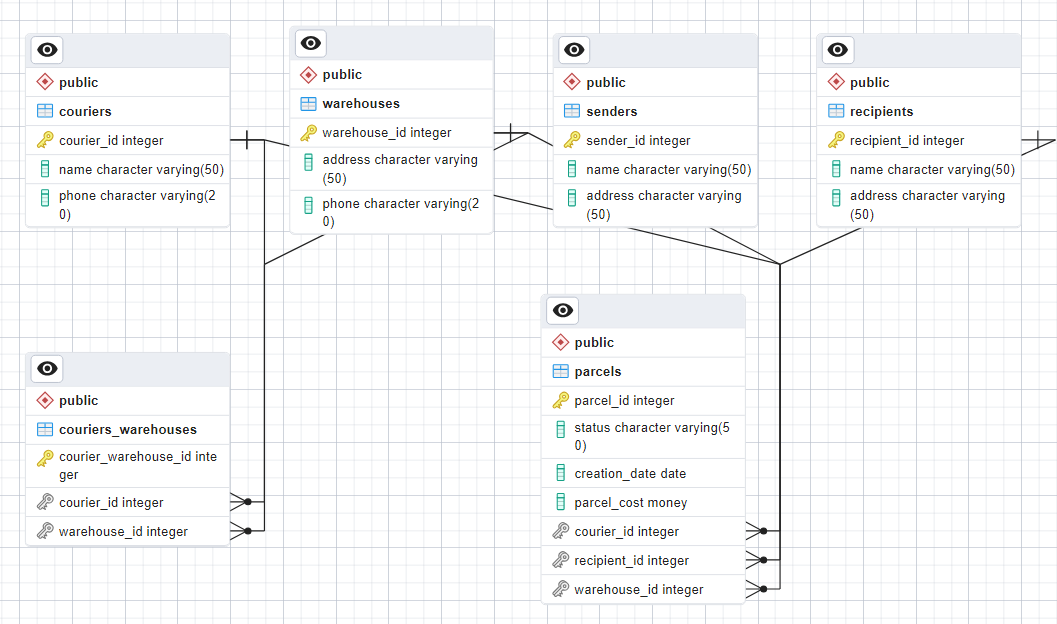 public
couriers
courier_id integer
name character varying(50)
phone character varying(2
0)
public
warehouses
warehouse_id integer
address character varying
(50)
phone character varying(2
0)
public
senders
sender_id integer
name character varying(50)
address character varying
(50)
public
recipients
recipient_id integer
name character varying(50)
address character varying
(50)
public
couriers_warehouses
courier_warehouse_id inte
ger
courier_id integer
warehouse_id integer
public
parcels
parcel_id integer
status character varying(5
0)
creation_date date
parcel_cost money
courier_id integer
recipient_id integer
warehouse_id integer